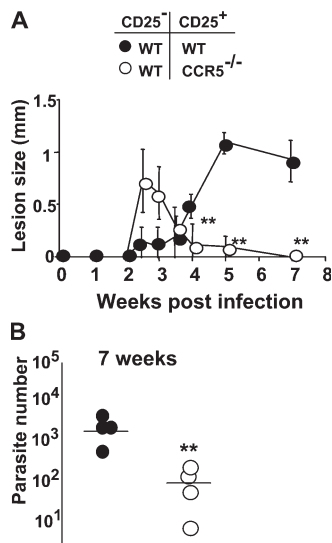 A
CD25⁻ CD25⁺
WT WT
WT CCR5⁻/⁻
Lesion size (mm)
1.5
1
0.5
0
**
**
**
0 1 2 3 4 5 6 7 8
Weeks post infection
B
7 weeks
Parasite number
10⁵
10⁴
10³
10²
10¹
**